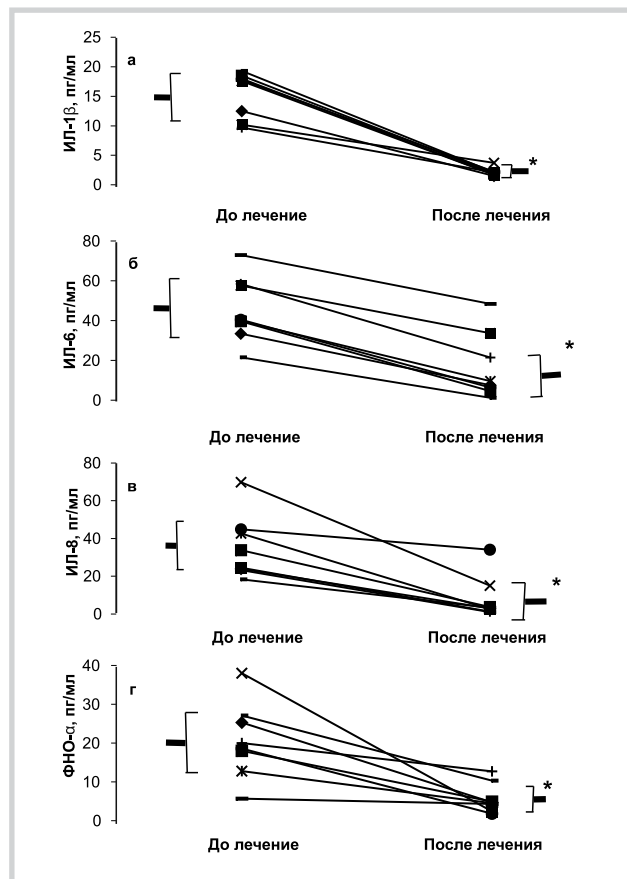 а
ИЛ-1β, пг/мл
25
20
15
10
5
0
*
До лечение
После лечения
б
ИЛ-6, пг/мл
80
60
40
20
0
*
До лечение
После лечения
в
ИЛ-8, пг/мл
80
60
40
20
0
*
До лечение
После лечения
г
ФНО-α, пг/мл
40
30
20
10
0
*
До лечение
После лечения